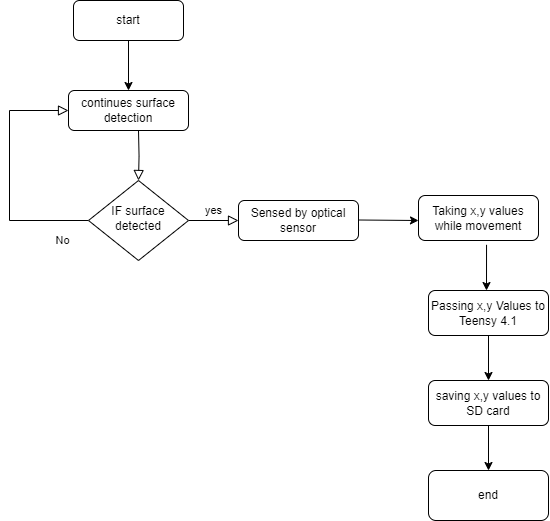 start
continues surface
detection
IF surface
detected
yes
No
Sensed by optical
sensor
Taking x,y values
while movement
Passing x,y Values to
Teensy 4.1
saving x,y values to
SD card
end